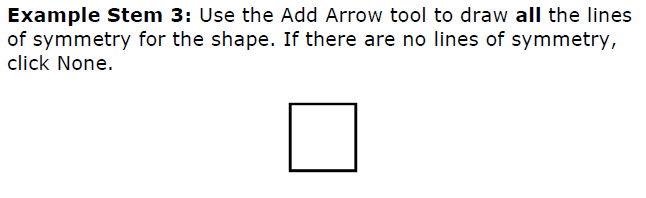 Example Stem 3: Use the Add Arrow tool to draw all the lines
of symmetry for the shape. If there are no lines of symmetry,
click None.